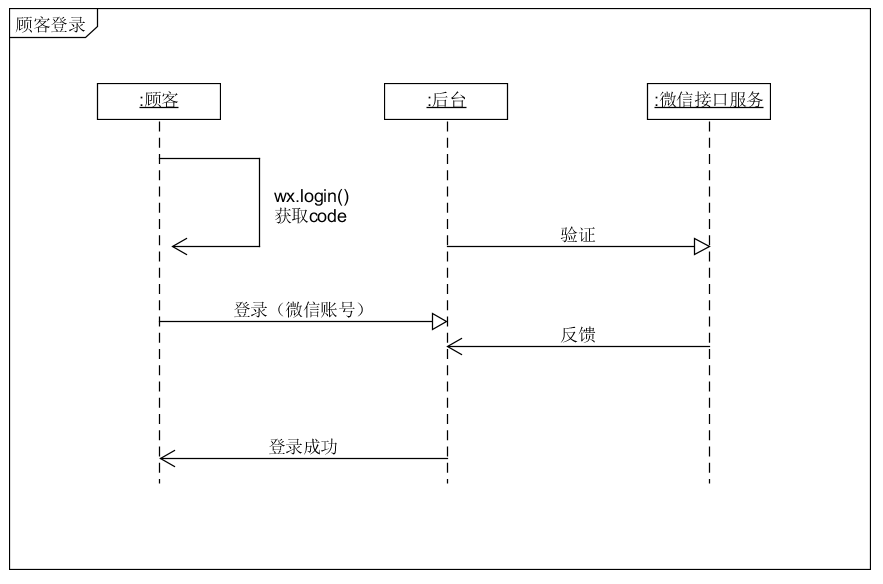 顾客登录
:顾客
:后台
:微信接口服务
wx.login()
获取code
验证
登录（微信账号）
反馈
登录成功